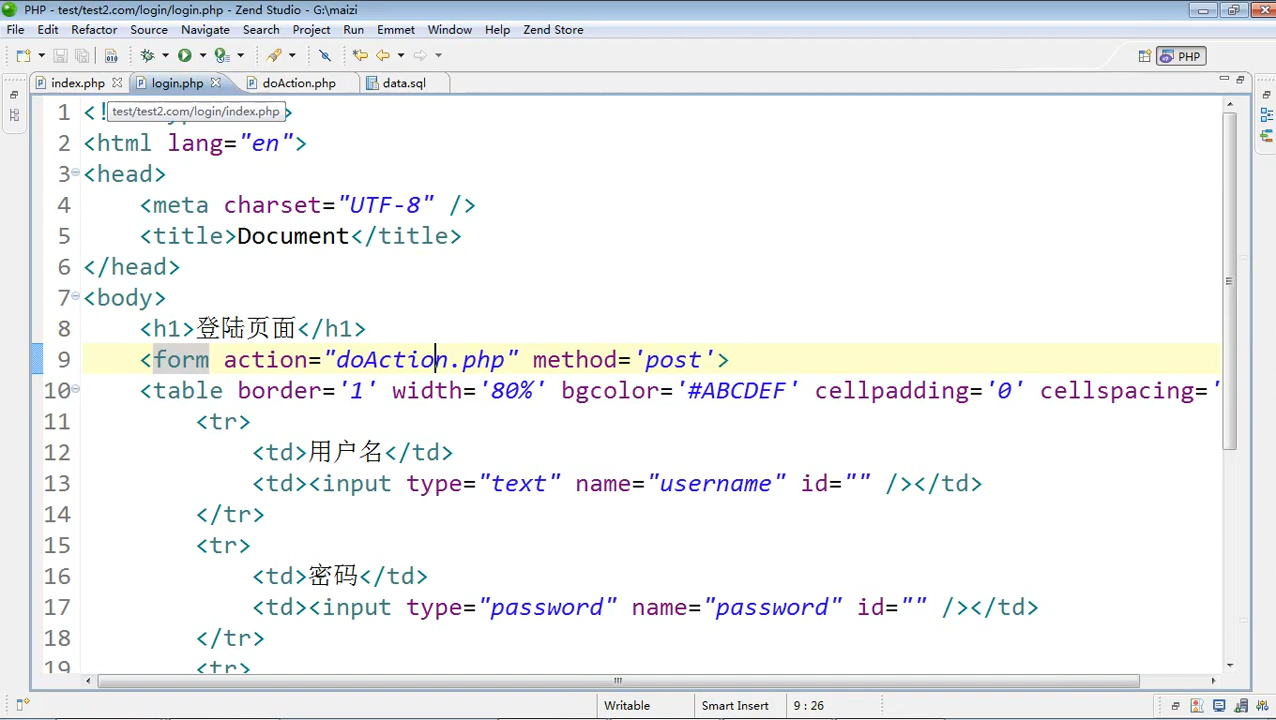 PHP - test/test2.com/login/login.php - Zend Studio - G:\maizi
File Edit Refactor Source Navigate Search Project Run Emmet Window Help Zend Store
PHP
index.php login.php doAction.php data.sql
1 <! >
test/test2.com/login/index.php
2 <html lang="en">
3 <head>
4 <meta charset="UTF-8" />
5 <title>Document</title>
6 </head>
7 <body>
8 <h1>登陆页面</h1>
9 <form action="doAction.php" method='post'>
10 <table border='1' width='80%' bgcolor='#ABCDEF' cellpadding='0' cellspacing='
11 <tr>
12 <td>用户名</td>
13 <td><input type="text" name="username" id="" /></td>
14 </tr>
15 <tr>
16 <td>密码</td>
17 <td><input type="password" name="password" id="" /></td>
18 </tr>
19 <tr>
Writable Smart Insert 9 : 26